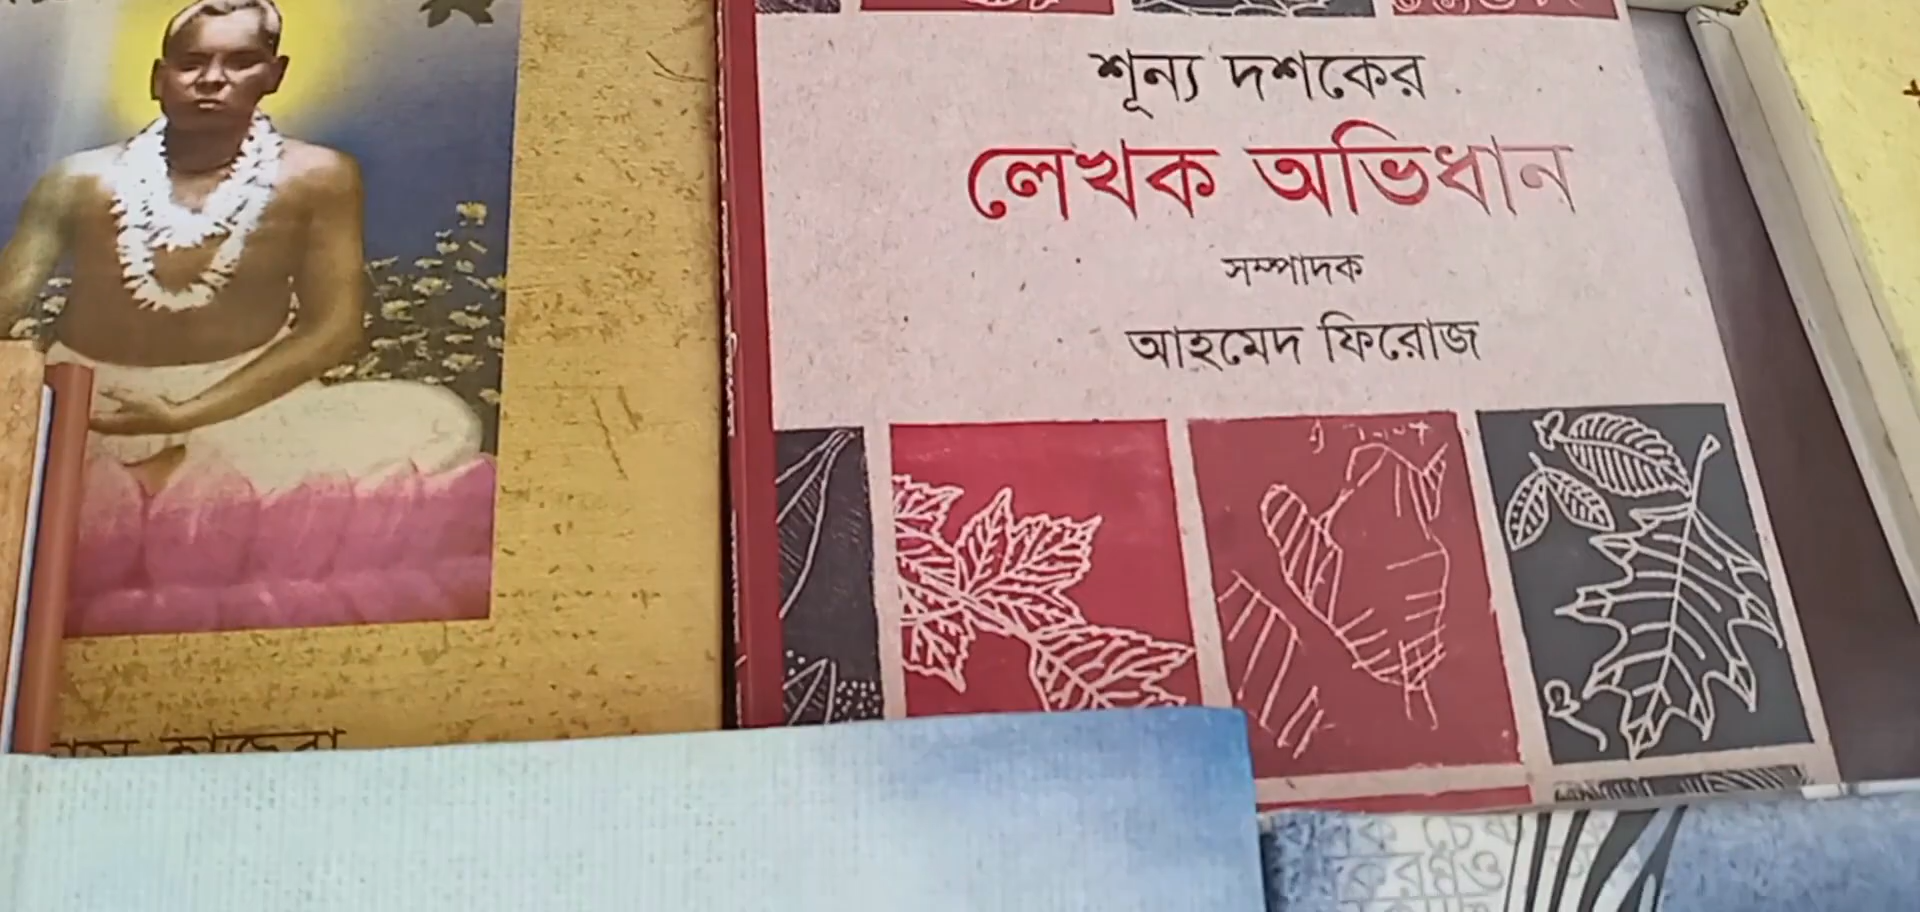 শূন্য দশকের
লেখক অভিধান
সম্পাদক
আহমেদ ফিরোজ